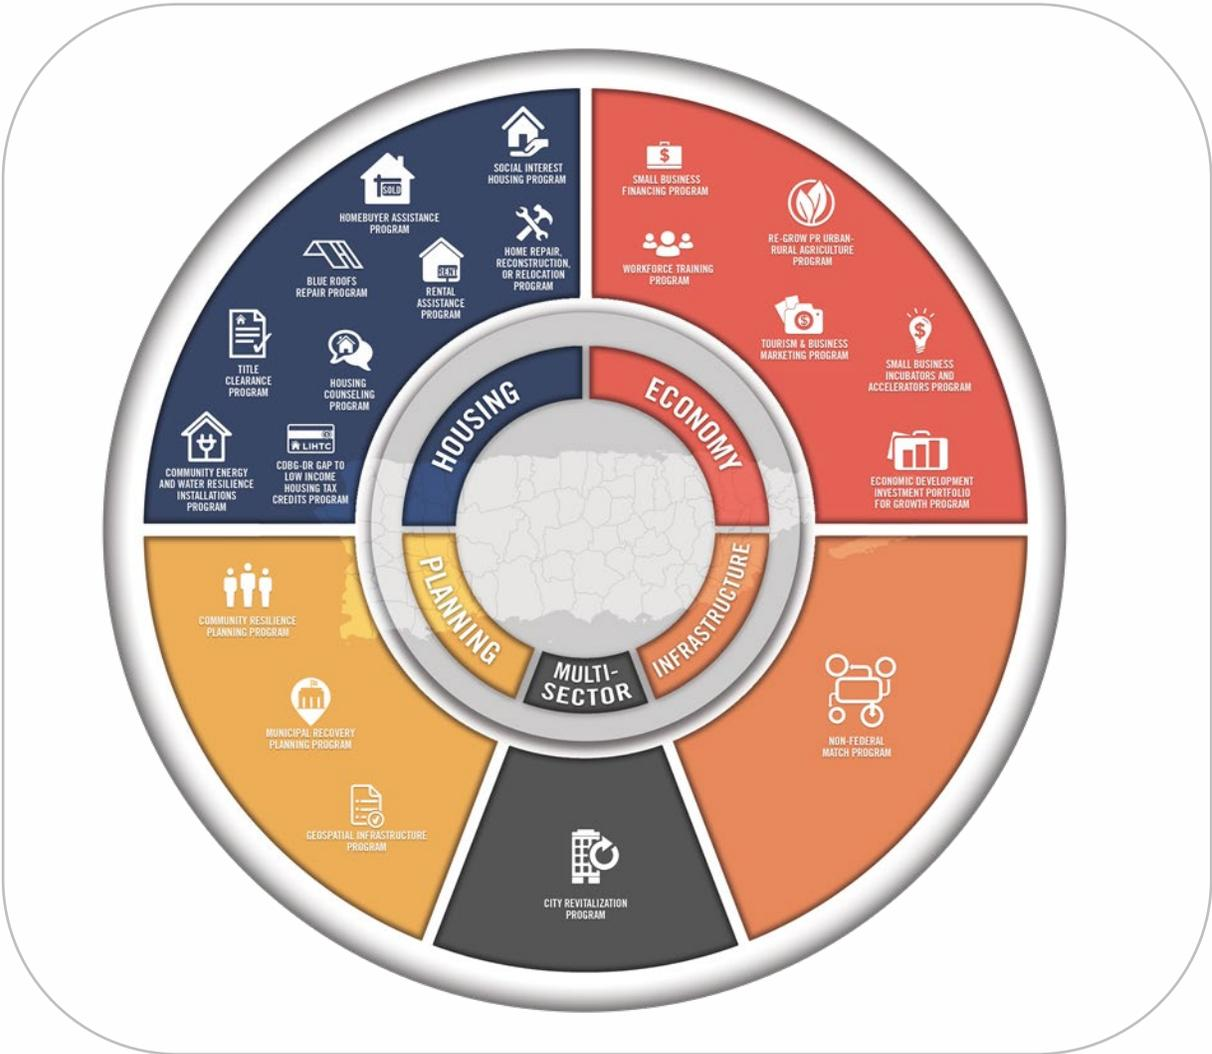 SOCIAL INTEREST
HOUSING PROGRAM
SOLD
HOMEBUYER ASSISTANCE
PROGRAM
HOME REPAIR,
RECONSTRUCTION,
OR RELOCATION
PROGRAM
BLUE ROOFS
REPAIR PROGRAM
RENT
RENTAL
ASSISTANCE
PROGRAM
TITLE
CLEARANCE
PROGRAM
HOUSING
COUNSELING
PROGRAM
COMMUNITY ENERGY
AND WATER RESILIENCE
INSTALLATIONS
PROGRAM
LIHTC
CDBG-DR GAP TO
LOW INCOME
HOUSING TAX
CREDITS PROGRAM
$
SMALL BUSINESS
FINANCING PROGRAM
RE-GROW PR URBAN-
RURAL AGRICULTURE
PROGRAM
WORKFORCE TRAINING
PROGRAM
$
TOURISM & BUSINESS
MARKETING PROGRAM
$
SMALL BUSINESS
INCUBATORS AND
ACCELERATORS PROGRAM
ECONOMIC DEVELOPMENT
INVESTMENT PORTFOLIO
FOR GROWTH PROGRAM
HOUSING
ECONOMY
PLANNING
INFRASTRUCTURE
MULTI-
SECTOR
COMMUNITY RESILIENCE
PLANNING PROGRAM
MUNICIPAL RECOVERY
PLANNING PROGRAM
GEOSPATIAL INFRASTRUCTURE
PROGRAM
NON-FEDERAL
MATCH PROGRAM
CITY REVITALIZATION
PROGRAM